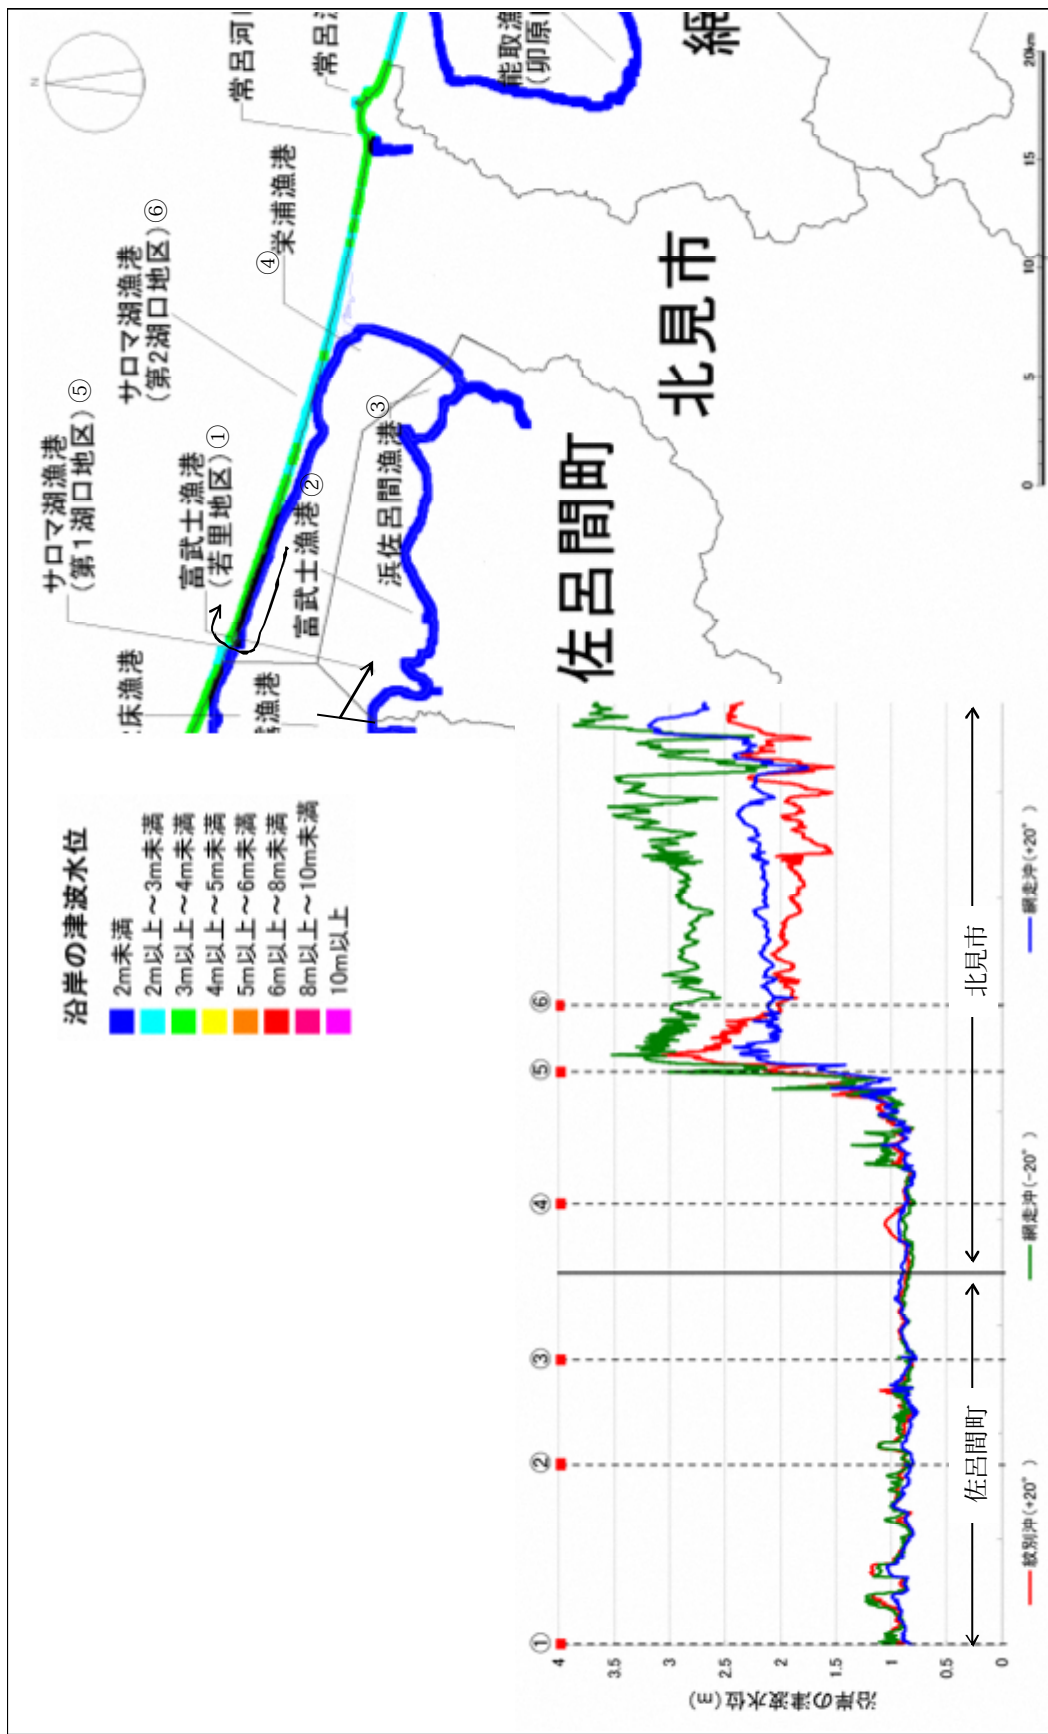 サロマ湖漁港
(第1湖口地区)⑤
サロマ湖漁港
(第2湖口地区)⑥
富武士漁港
(若里地区)①
富武士漁港②
浜佐呂間漁港③
④
栄浦漁港
常呂河
常呂
能取漁
(卯原
網
床漁港
漁港
佐呂間町
北見市
N
0
5
10
15
20km
沿岸の津波水位
2m未満
2m以上～3m未満
3m以上～4m未満
4m以上～5m未満
5m以上～6m未満
6m以上～8m未満
8m以上～10m未満
10m以上
① ② ③ ④ ⑤ ⑥
沿岸の津波水位(m)
4
3.5
3
2.5
2
1.5
1
0.5
0
佐呂間町
北見市
紋別沖(+20°)
網走沖(-20°)
網走沖(+20°)